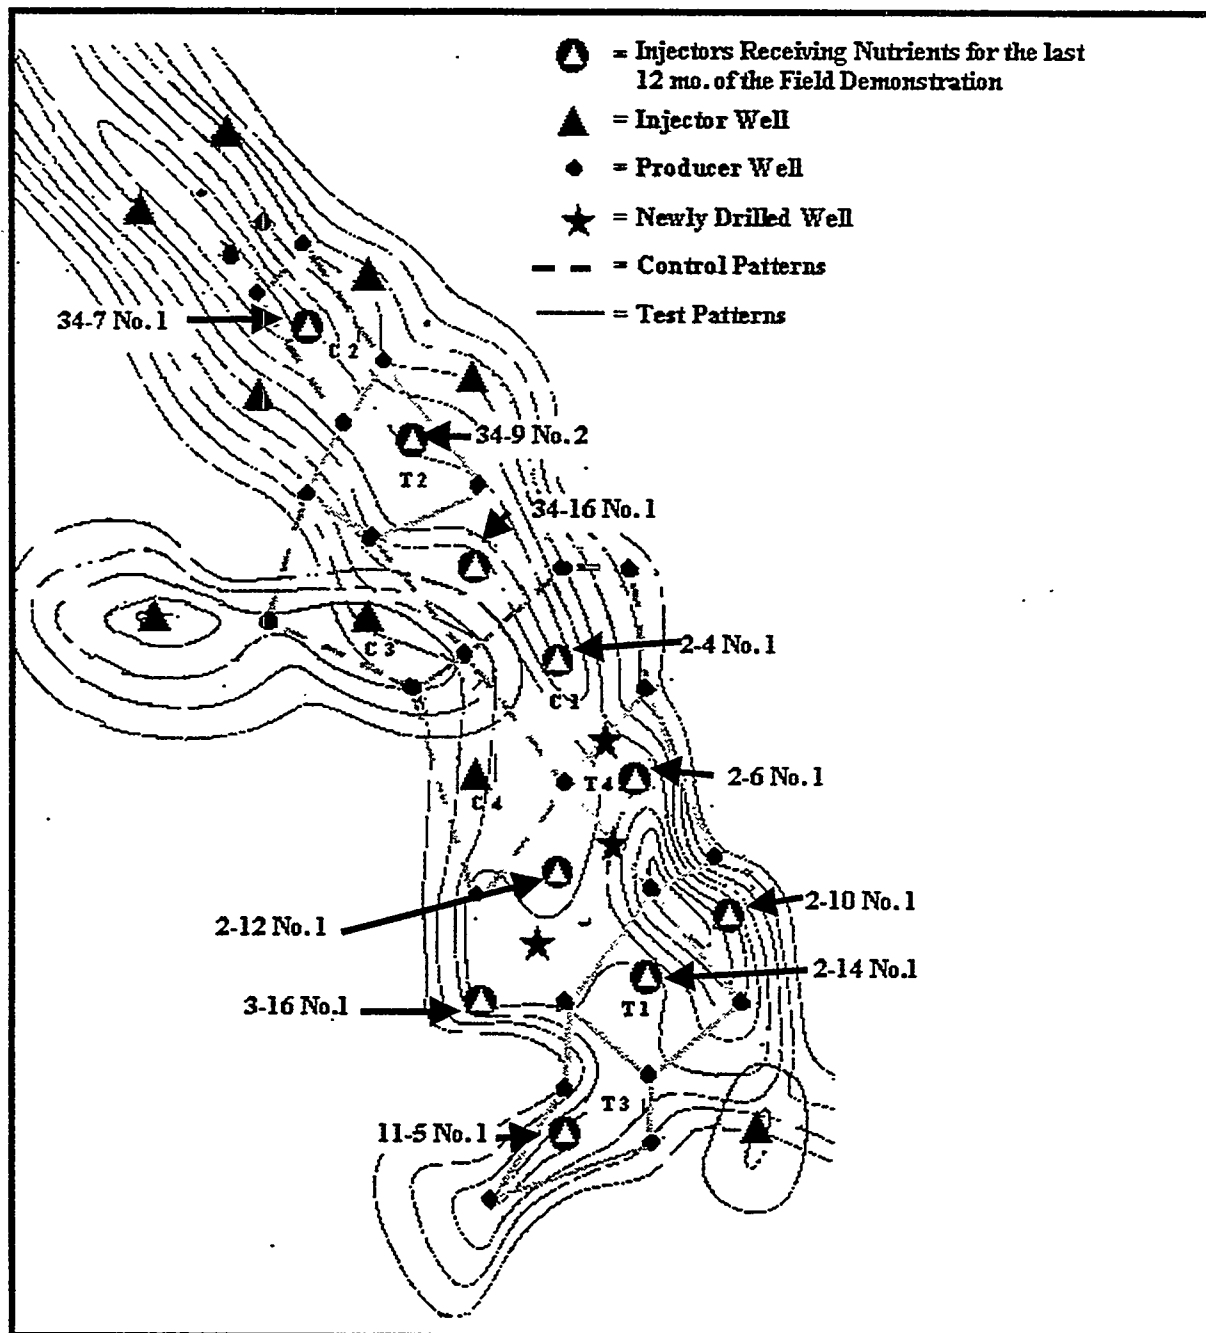 = Injectors Receiving Nutrients for the last
12 mo. of the Field Demonstration
= Injector Well
= Producer Well
= Newly Drilled Well
= Control Patterns
= Test Patterns
34-7 No. 1
C 2
34-9 No. 2
T 2
34-16 No. 1
C 3
2-4 No. 1
C 1
T 4
2-6 No. 1
C 4
2-10 No. 1
2-12 No. 1
2-14 No.1
3-16 No.1
T 1
T 3
11-5 No. 1